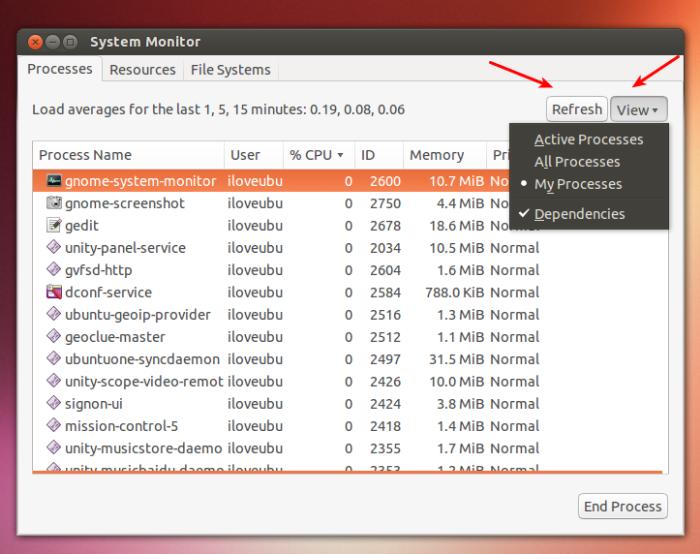 System Monitor
Processes Resources File Systems
Load averages for the last 1, 5, 15 minutes: 0.19, 0.08, 0.06 Refresh View
Active Processes
All Processes
My Processes
Dependencies
Process Name User % CPU ID Memory Pri
gnome-system-monitor iloveubu 0 2600 10.7 MiB No
gnome-screenshot iloveubu 0 2750 4.4 MiB No
gedit iloveubu 0 2678 18.6 MiB Normal
unity-panel-service iloveubu 0 2034 10.5 MiB Normal
gvfsd-http iloveubu 0 2604 1.6 MiB Normal
dconf-service iloveubu 0 2584 788.0 KiB Normal
ubuntu-geoip-provider iloveubu 0 2516 1.3 MiB Normal
geoclue-master iloveubu 0 2512 1.1 MiB Normal
ubuntuone-syncdaemon iloveubu 0 2497 31.5 MiB Normal
unity-scope-video-remot iloveubu 0 2426 10.0 MiB Normal
signon-ui iloveubu 0 2424 3.8 MiB Normal
mission-control-5 iloveubu 0 2418 1.4 MiB Normal
unity-musicstore-daemo iloveubu 0 2355 1.7 MiB Normal
unity-musicbaidu-daemo iloveubu 0 2353 1.2 MiB Normal
End Process